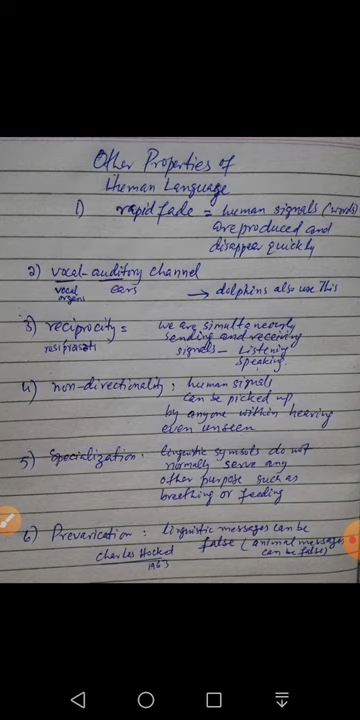 Other Properties of
Human Language
1) rapid fade = human signals (words)
are produced and
disappear quickly
2) vocal-auditory channel
vocal organs ears → dolphins also use this
3) reciprocity = we are simultaneously
sending and receiving
signals - Listening
speaking.
4) non-directionality : human signals
can be picked up
by anyone within hearing
even unseen
5) Specialization : linguistic symbols do not
normally serve any
other purpose such as
breathing or feeding
6) Prevarication : linguistic messages can be
false (animal messages
can be false)
Charles Hocked
1963